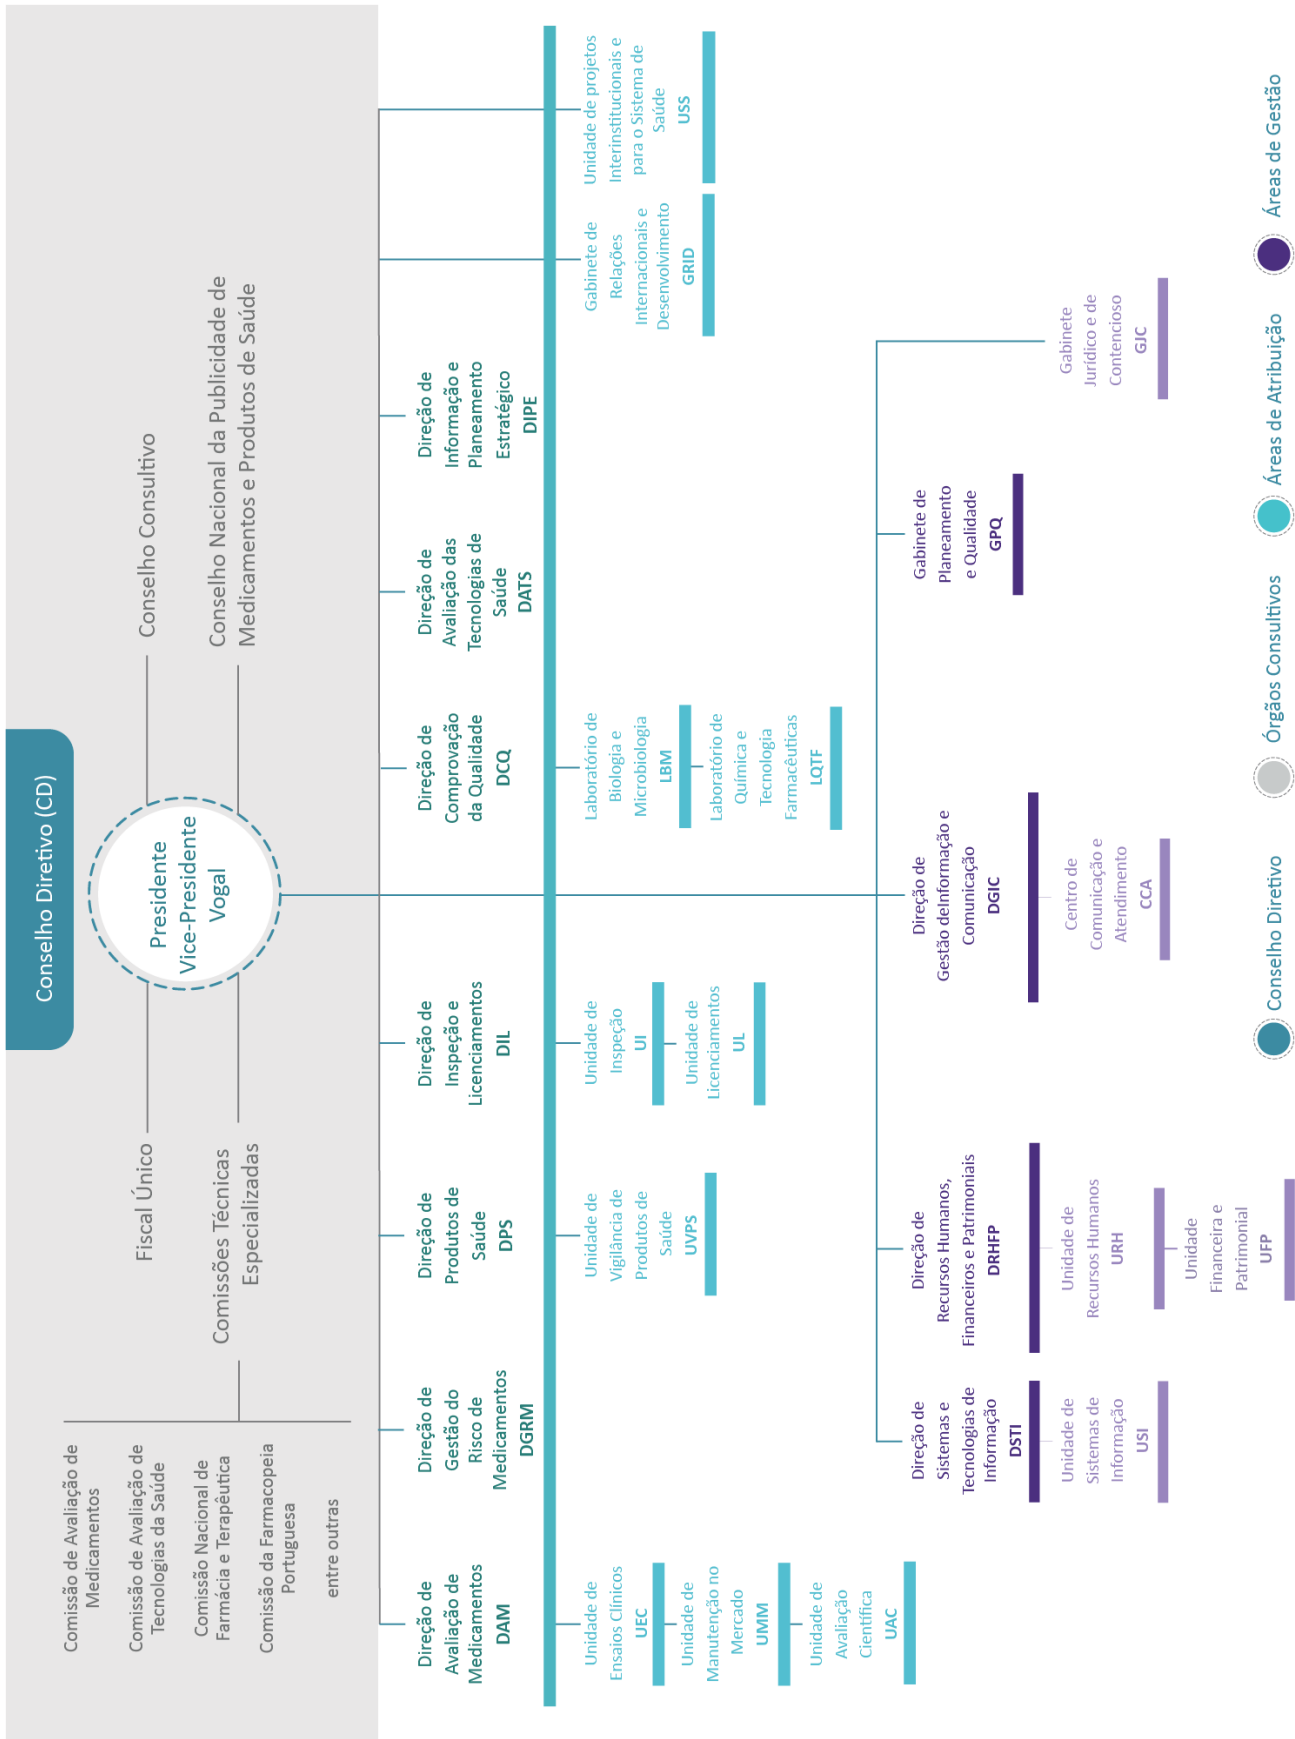 Conselho Diretivo (CD)
Presidente
Vice-Presidente
Vogal
Fiscal Único
Conselho Consultivo
Comissões Técnicas
Especializadas
Conselho Nacional da Publicidade de
Medicamentos e Produtos de Saúde
Comissão de Avaliação de
Medicamentos
Comissão de Avaliação de
Tecnologias da Saúde
Comissão Nacional de
Farmácia e Terapêutica
Comissão da Farmacopeia
Portuguesa
entre outras
Direção de
Avaliação de
Medicamentos
DAM
Direção de
Gestão do
Risco de
Medicamentos
DGRM
Direção de
Produtos de
Saúde
DPS
Direção de
Inspeção e
Licenciamentos
DIL
Direção de
Comprovação
da Qualidade
DCQ
Direção de
Avaliação das
Tecnologias de
Saúde
DATS
Direção de
Informação e
Planeamento
Estratégico
DIPE
Unidade de
Ensaios Clínicos
UEC
Unidade de
Manutenção no
Mercado
UMM
Unidade de
Avaliação
Científica
UAC
Unidade de
Vigilância de
Produtos de
Saúde
UVPS
Unidade de
Inspeção
UI
Unidade de
Licenciamentos
UL
Laboratório de
Biologia e
Microbiologia
LBM
Laboratório de
Química e
Tecnologia
Farmacêuticas
LQTF
Gabinete de
Relações
Internacionais e
Desenvolvimento
GRID
Unidade de projetos
Interinstitucionais e
para o Sistema de
Saúde
USS
Direção de
Sistemas e
Tecnologias de
Informação
DSTI
Unidade de
Sistemas de
Informação
USI
Direção de
Recursos Humanos,
Financeiros e Patrimoniais
DRHFP
Unidade de
Recursos Humanos
URH
Unidade
Financeira e
Patrimonial
UFP
Direção de
Gestão deInformação e
Comunicação
DGIC
Centro de
Comunicação e
Atendimento
CCA
Gabinete de
Planeamento
e Qualidade
GPQ
Gabinete
Jurídico e de
Contencioso
GJC
Conselho Diretivo
Órgãos Consultivos
Áreas de Atribuição
Áreas de Gestão